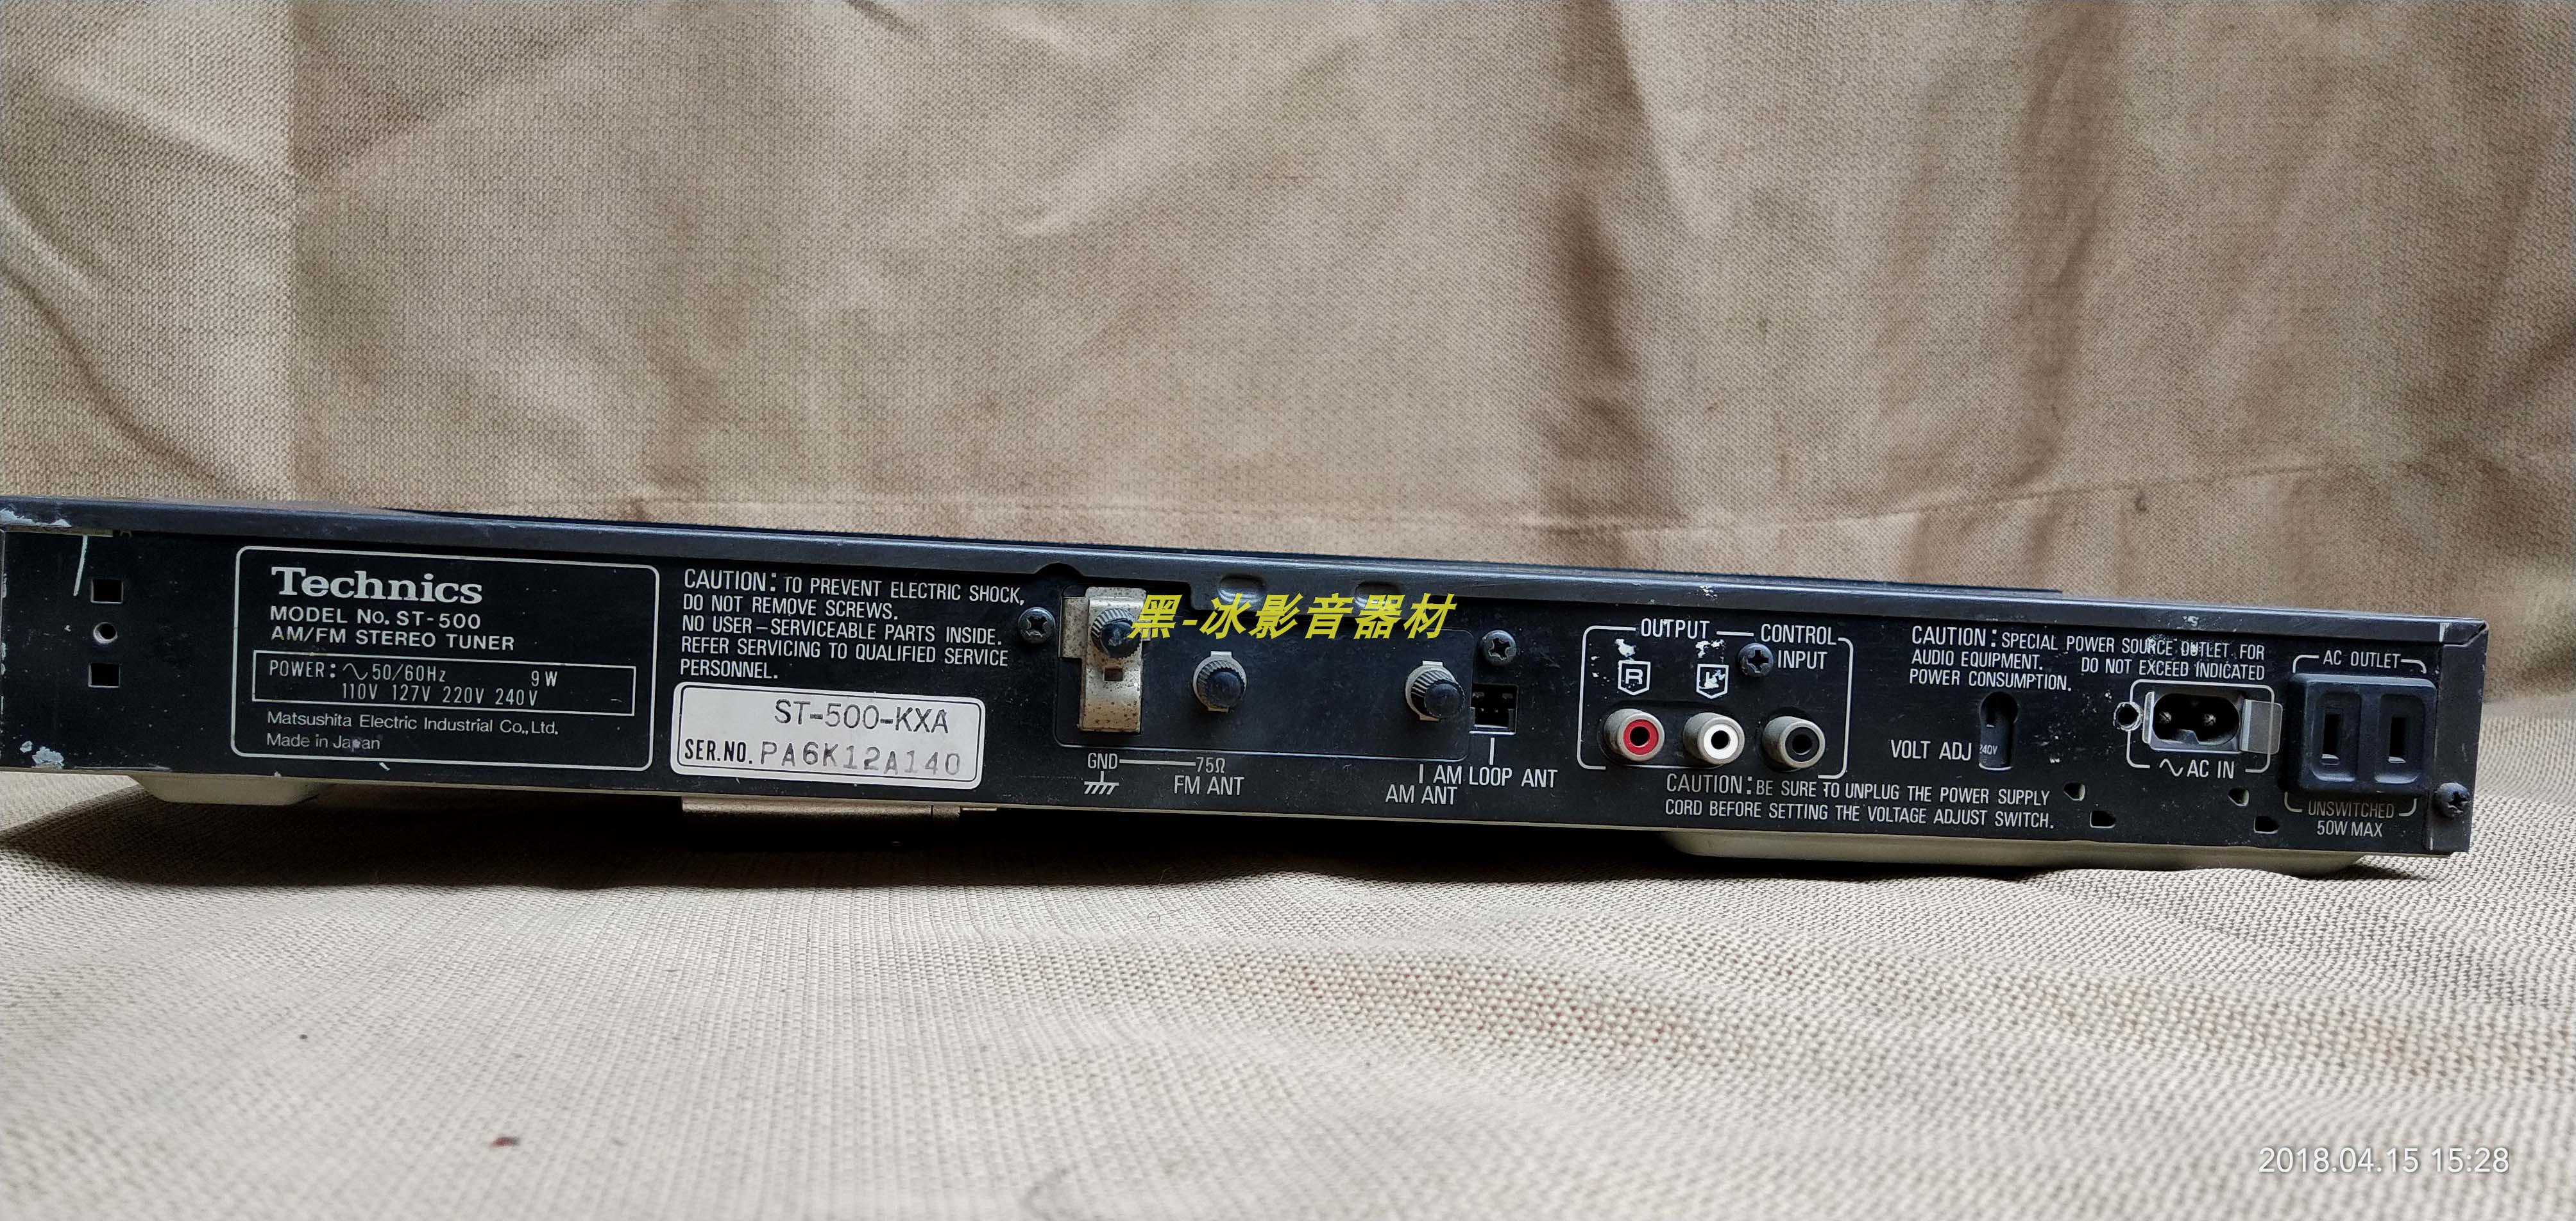 Technics
MODEL No. ST-500
AM/FM STEREO TUNER
POWER: ∿50/60Hz 9W
110V 127V 220V 240V
Matsushita Electric Industrial Co., Ltd.
Made in Japan
CAUTION: TO PREVENT ELECTRIC SHOCK,
DO NOT REMOVE SCREWS.
NO USER-SERVICEABLE PARTS INSIDE.
REFER SERVICING TO QUALIFIED SERVICE
PERSONNEL.
ST-500-KXA
SER.NO. PA6K12A140
黑-冰影音器材
GND
75Ω
FM ANT
AM ANT
AM LOOP ANT
OUTPUT
R
CONTROL
INPUT
CAUTION: BE SURE TO UNPLUG THE POWER SUPPLY
CORD BEFORE SETTING THE VOLTAGE ADJUST SWITCH.
CAUTION: SPECIAL POWER SOURCE OUTLET FOR
AUDIO EQUIPMENT. DO NOT EXCEED INDICATED
POWER CONSUMPTION.
VOLT ADJ
240V
∿ AC IN
AC OUTLET
UNSWITCHED
50W MAX
2018.04.15 15:28